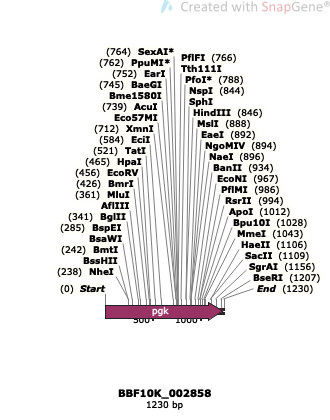 Created with SnapGene®
(764) SexAI*
(762) PpuMI*
(752) EarI
(745) BaeGI
Bme1580I
(739) AcuI
Eco57MI
(712) XmnI
(584) EciI
(521) TatI
(465) HpaI
(456) EcoRV
(426) BmrI
(361) MluI
AflIII
(341) BglII
(285) BspEI
BsaWI
(242) BmtI
BssHII
(238) NheI
(0) Start
PflFI (766)
Tth111I
PfoI* (788)
NspI (844)
SphI
HindIII (846)
MslI (888)
EaeI (892)
NgoMIV (894)
NaeI (896)
BanII (934)
EcoNI (967)
PflMI (986)
RsrII (994)
ApoI (1012)
Bpu10I (1028)
MmeI (1043)
HaeII (1106)
SacII (1109)
SgrAI (1156)
BseRI (1207)
End (1230)
pgk
500 1000
BBF10K_002858
1230 bp